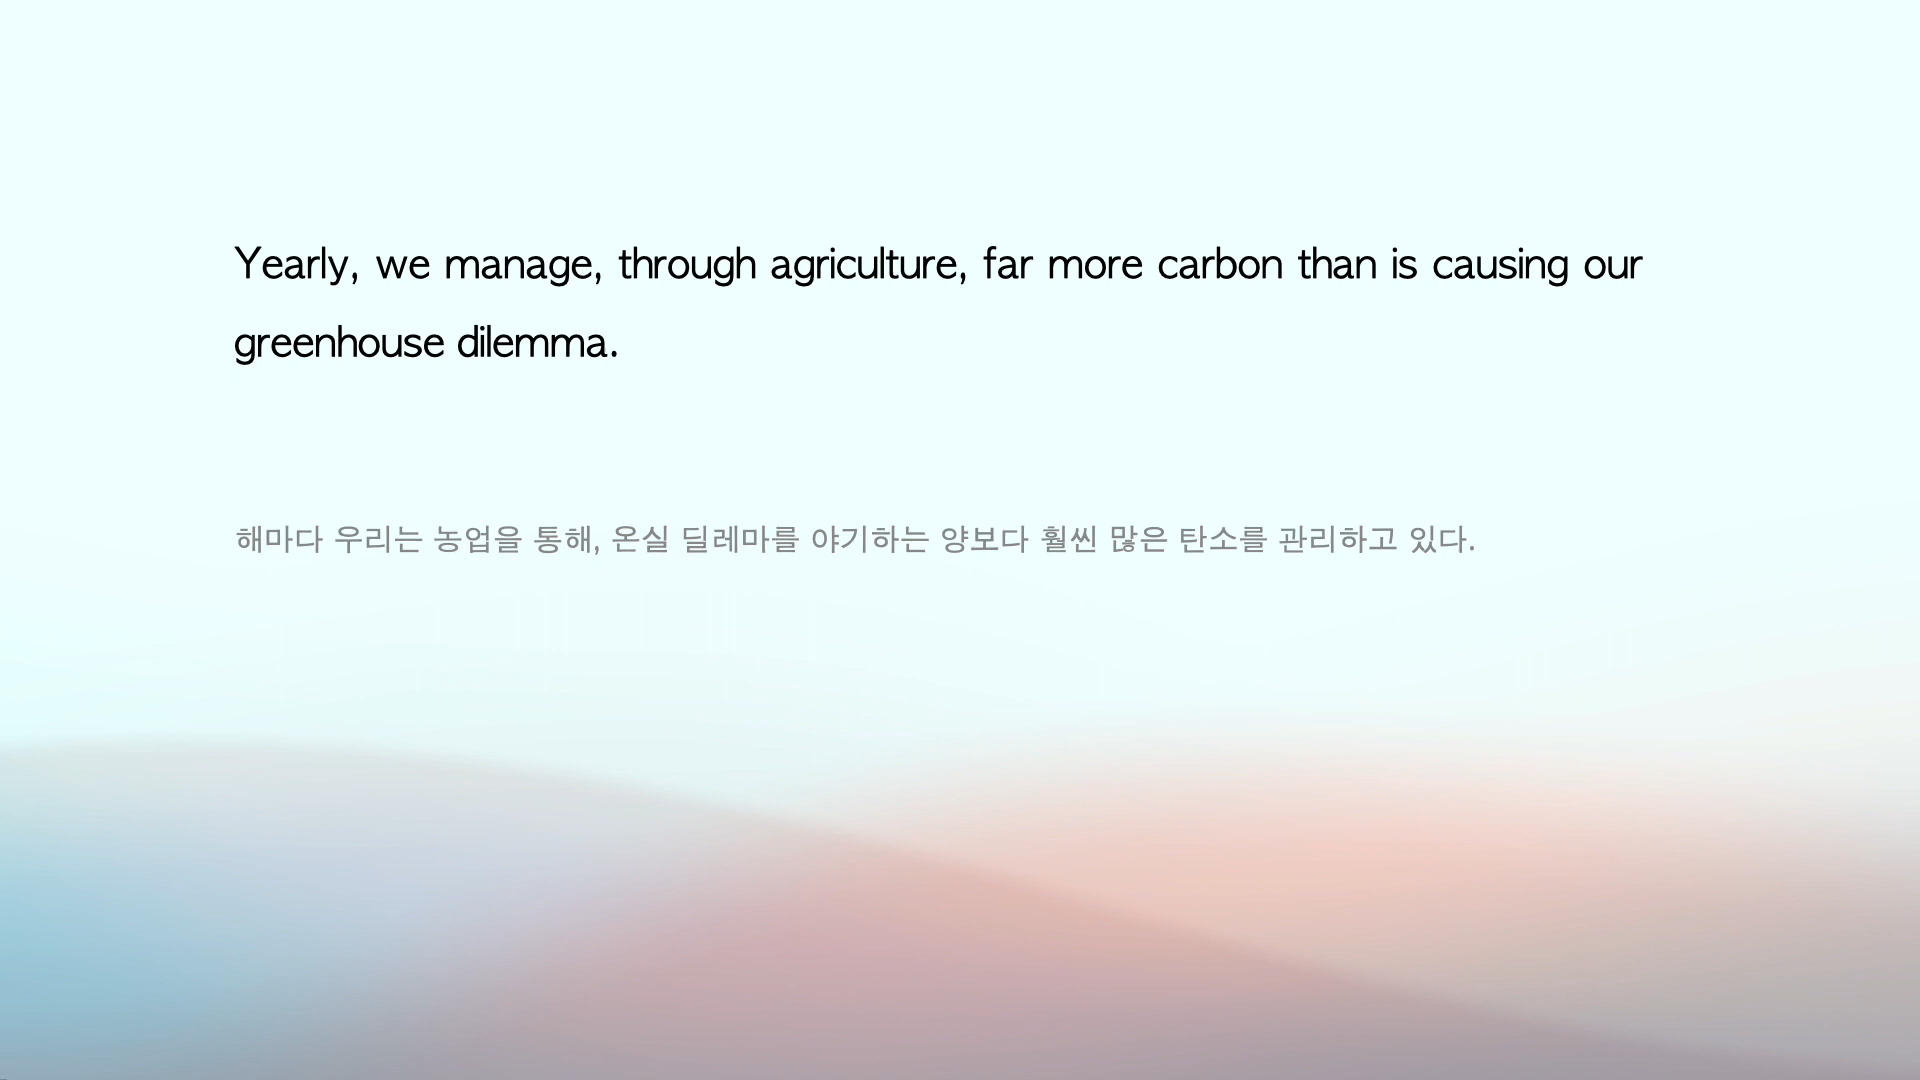 Yearly, we manage, through agriculture, far more carbon than is causing our
greenhouse dilemma.
해마다 우리는 농업을 통해, 온실 딜레마를 야기하는 양보다 훨씬 많은 탄소를 관리하고 있다.